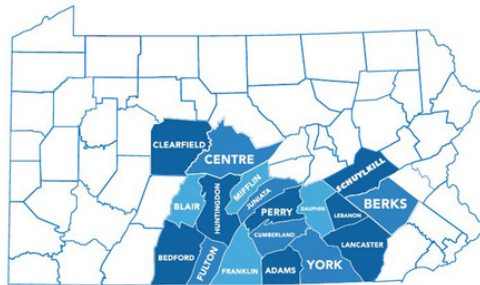 CLEARFIELD
CENTRE
SCHUYLKILL
MIFFLIN
JUNIATA
HUNTINGDON
BLAIR
PERRY
DAUPHIN
LEBANON
BERKS
CUMBERLAND
LANCASTER
BEDFORD
FULTON
FRANKLIN
ADAMS
YORK